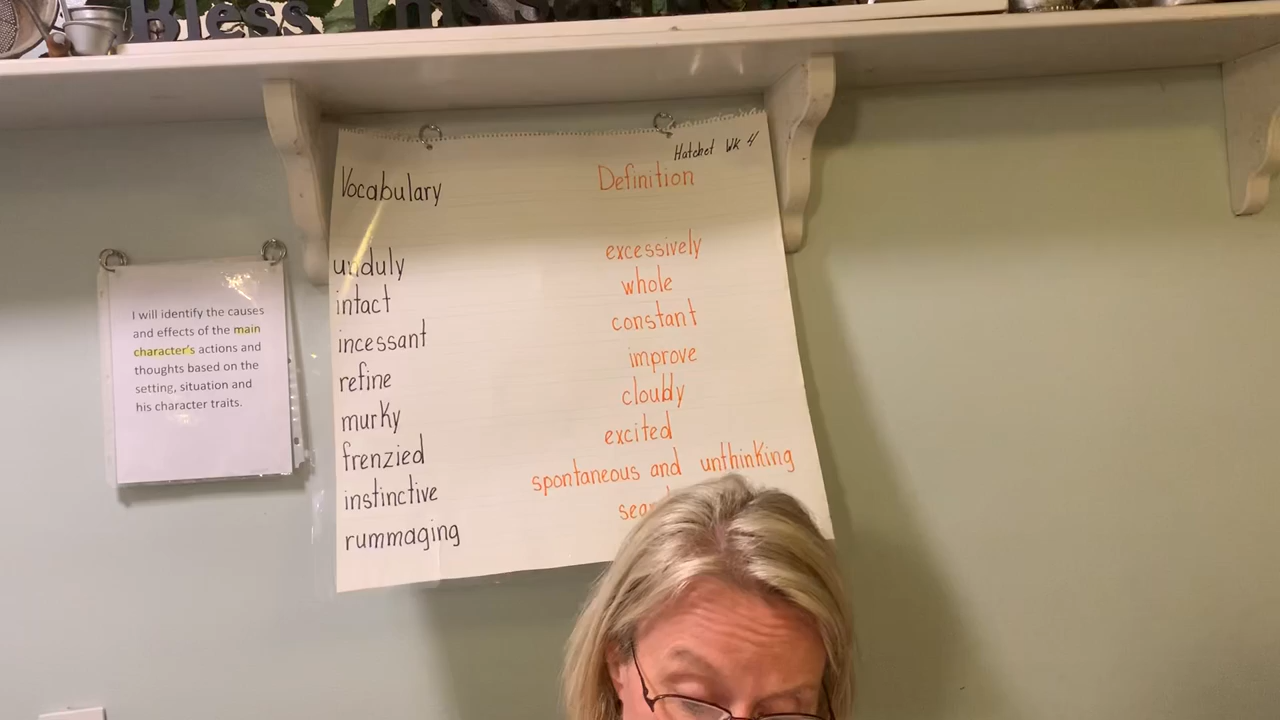 Bless This
Hatchet Wk 4
Vocabulary Definition
unduly excessively
intact whole
incessant constant
refine improve
murky cloudy
frenzied excited
instinctive spontaneous and unthinking
rummaging
I will identify the causes
and effects of the main
character's actions and
thoughts based on the
setting, situation and
his character traits.